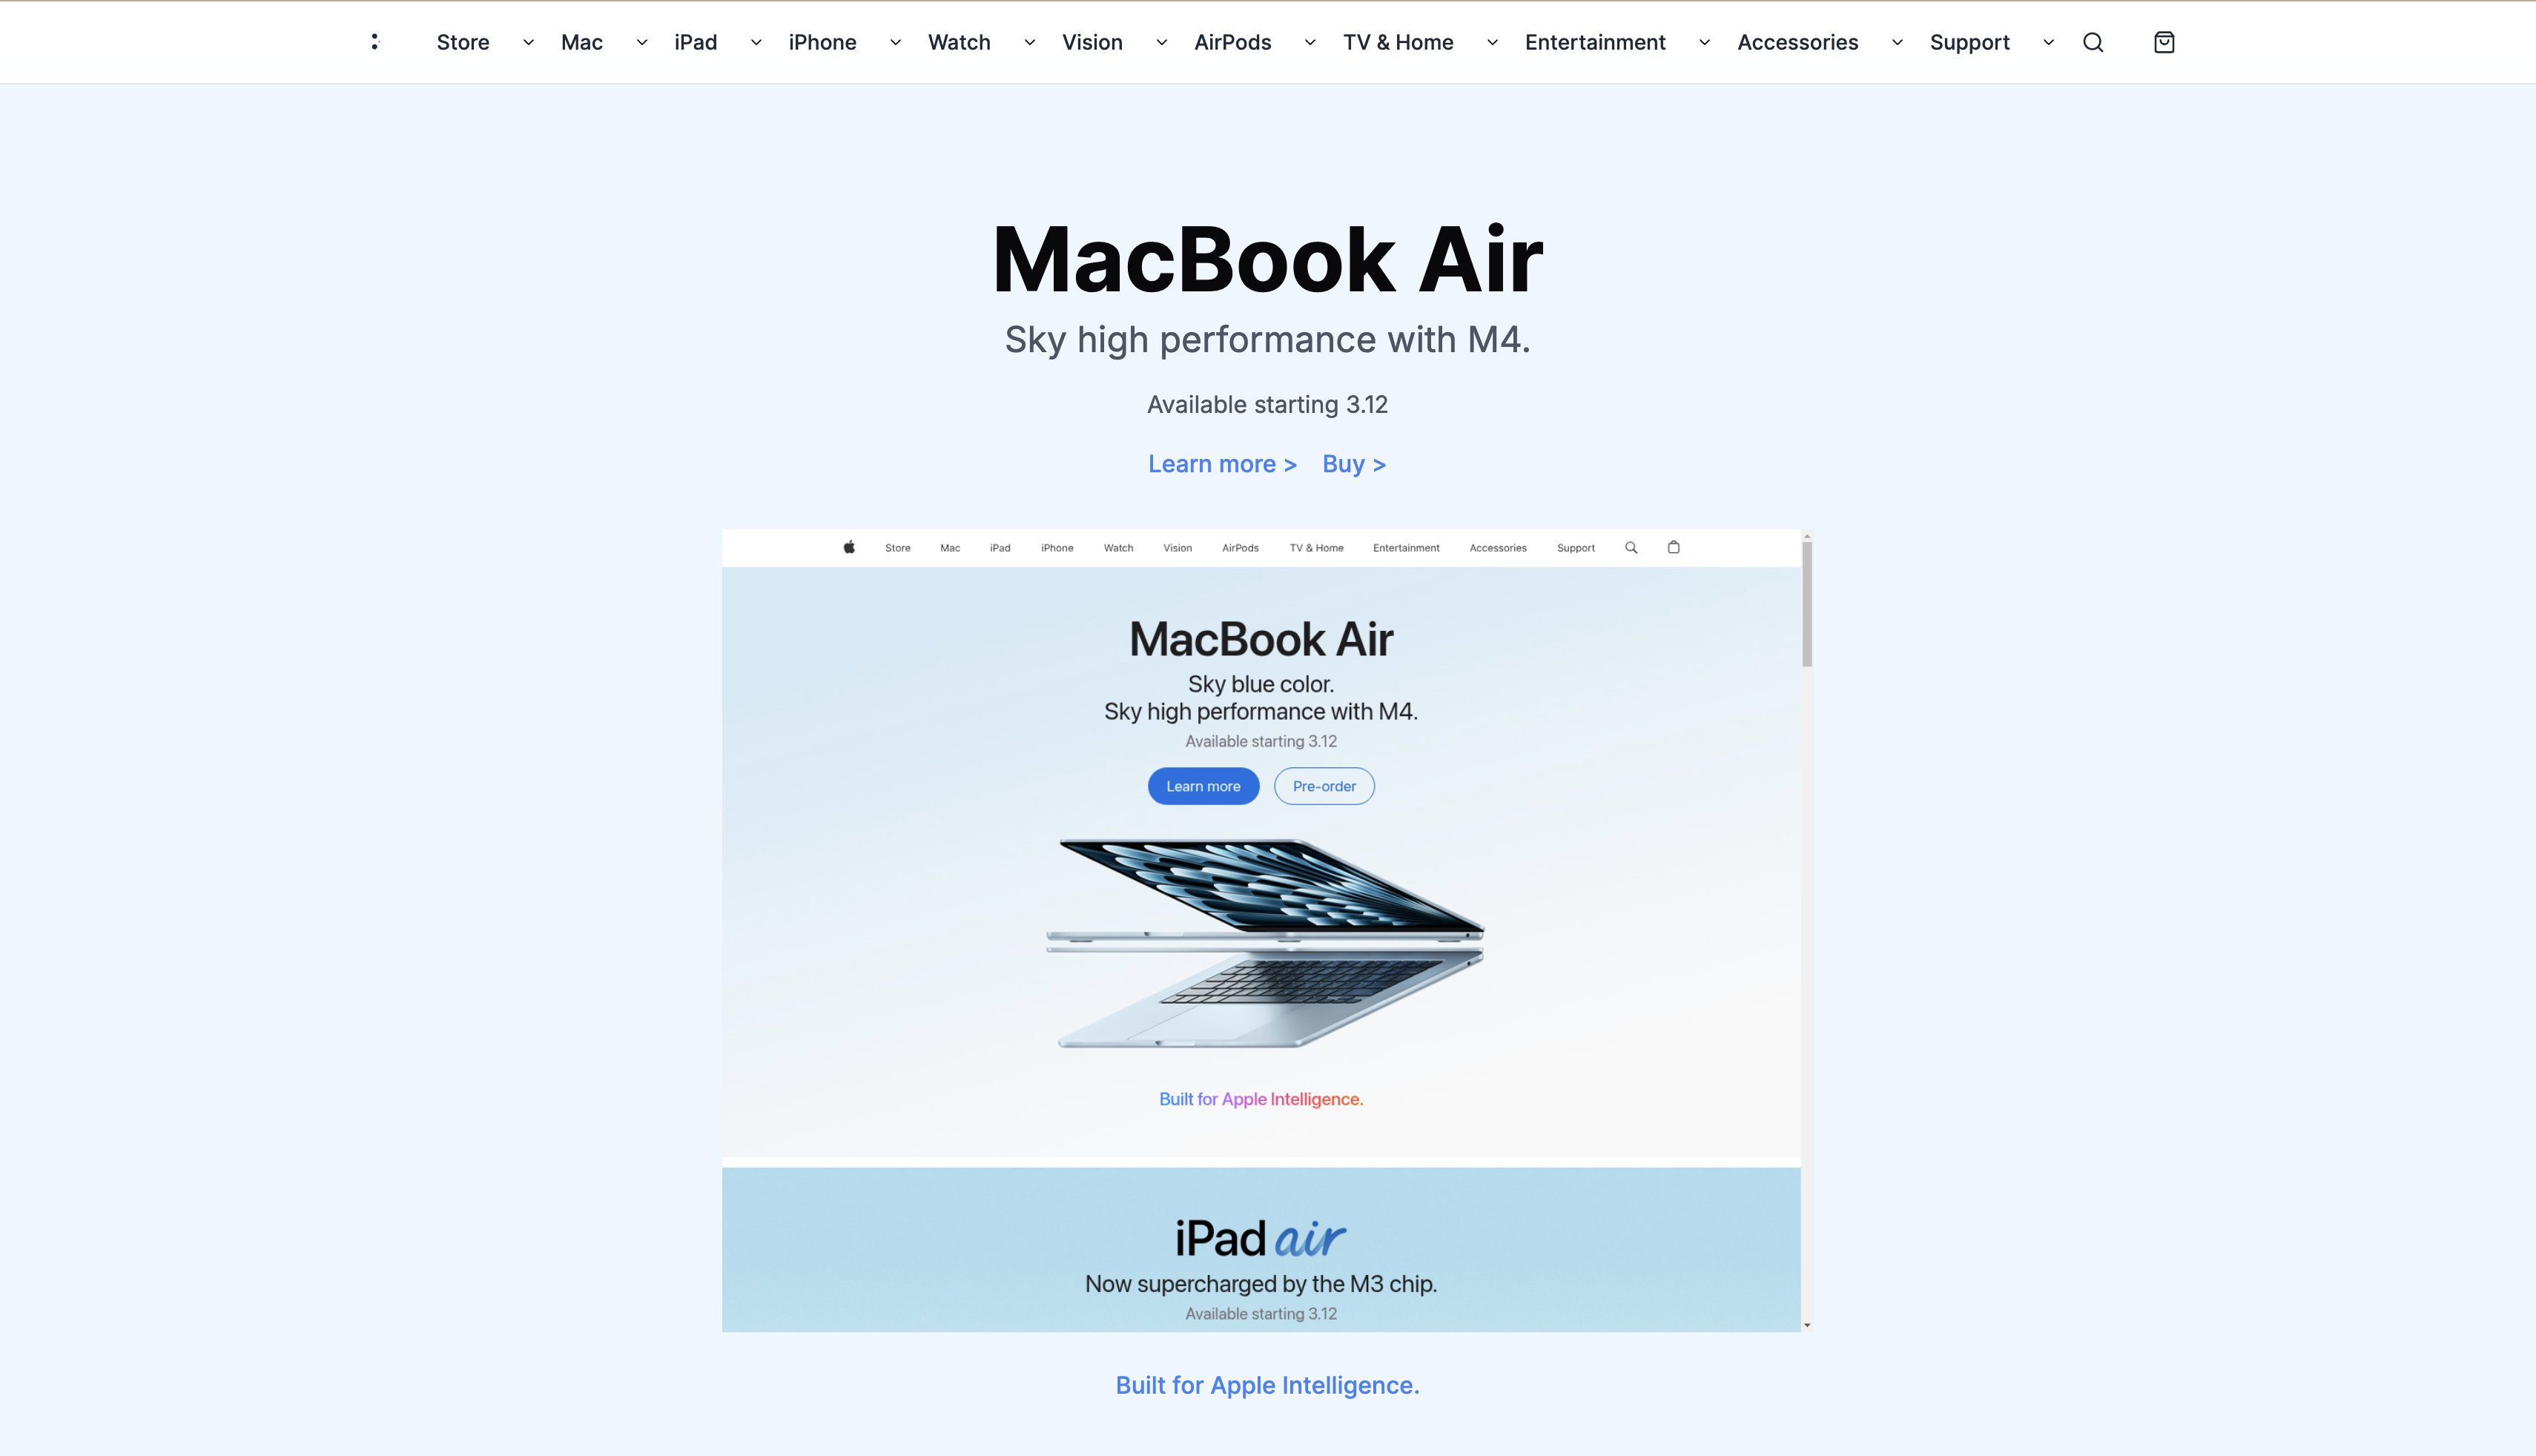 Store Mac iPad iPhone Watch Vision AirPods TV & Home Entertainment Accessories Support
MacBook Air
Sky high performance with M4.
Available starting 3.12
Learn more > Buy >
Store Mac iPad iPhone Watch Vision AirPods TV & Home Entertainment Accessories Support
MacBook Air
Sky blue color.
Sky high performance with M4.
Available starting 3.12
Learn more Pre-order
Built for Apple Intelligence.
iPad air
Now supercharged by the M3 chip.
Available starting 3.12
Built for Apple Intelligence.